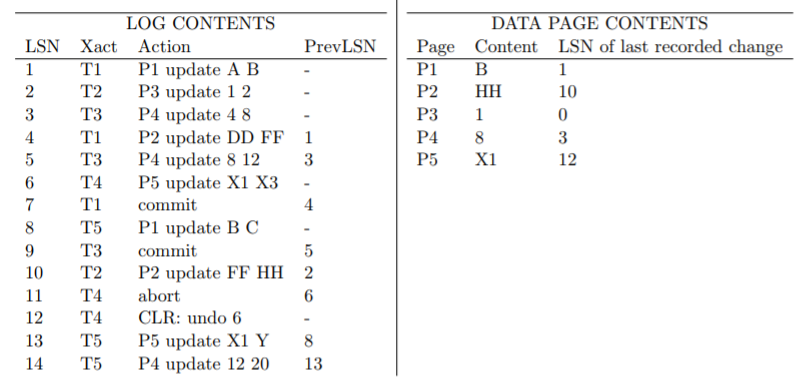 LOG CONTENTS
LSN Xact Action PrevLSN
1 T1 P1 update A B -
2 T2 P3 update 1 2 -
3 T3 P4 update 4 8 -
4 T1 P2 update DD FF 1
5 T3 P4 update 8 12 3
6 T4 P5 update X1 X3 -
7 T1 commit 4
8 T5 P1 update B C -
9 T3 commit 5
10 T2 P2 update FF HH 2
11 T4 abort 6
12 T4 CLR: undo 6 -
13 T5 P5 update X1 Y 8
14 T5 P4 update 12 20 13
DATA PAGE CONTENTS
Page Content LSN of last recorded change
P1 B 1
P2 HH 10
P3 1 0
P4 8 3
P5 X1 12